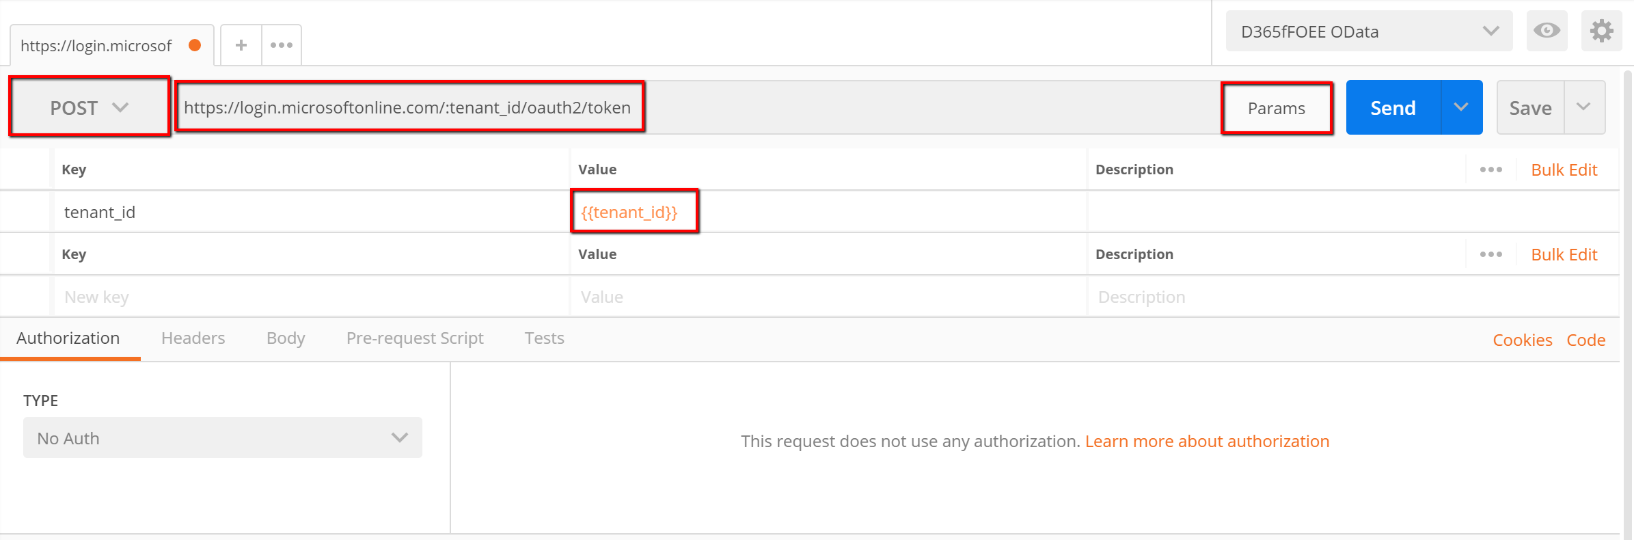 https://login.microsof + ••• D365fFOEE OData
POST https://login.microsoftonline.com/:tenant_id/oauth2/token Params Send Save
Key Value Description ••• Bulk Edit
tenant_id {{tenant_id}}
Key Value Description ••• Bulk Edit
New key Value Description
Authorization Headers Body Pre-request Script Tests Cookies Code
TYPE
No Auth
This request does not use any authorization. Learn more about authorization